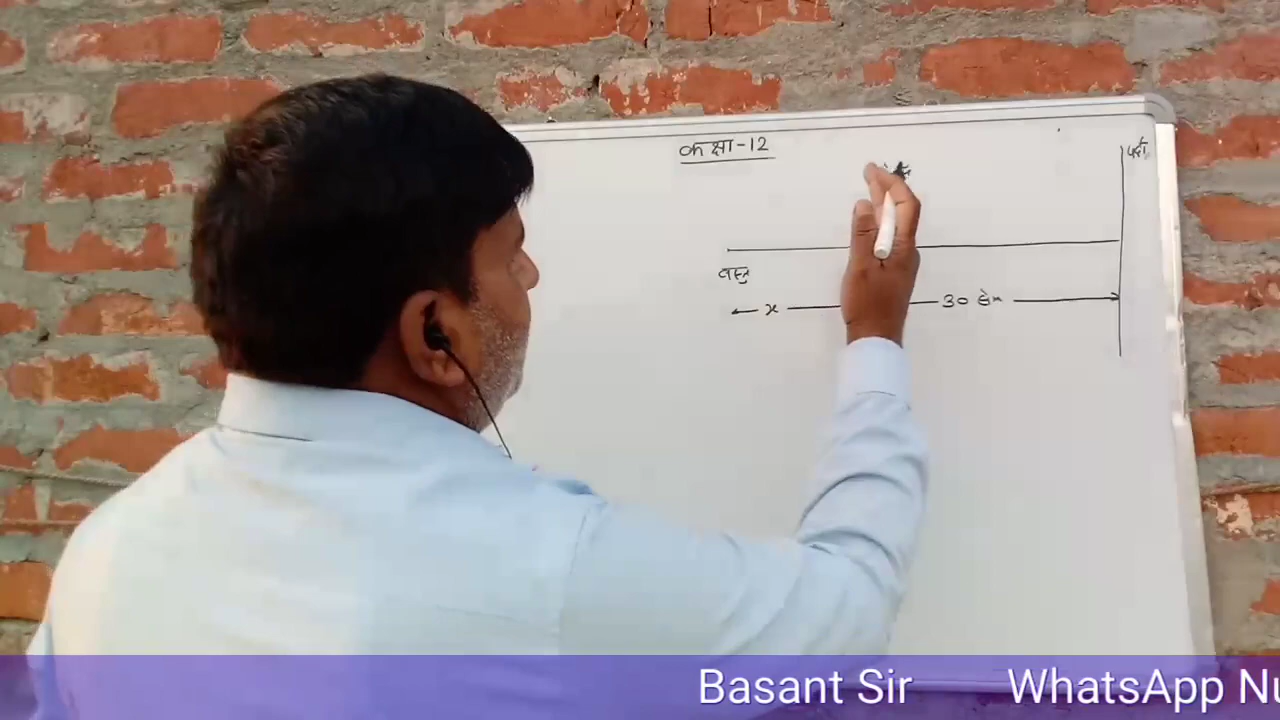 कक्षा-12
पर्दा
वस्तु
x 30 सेमी
Basant Sir WhatsApp Nu